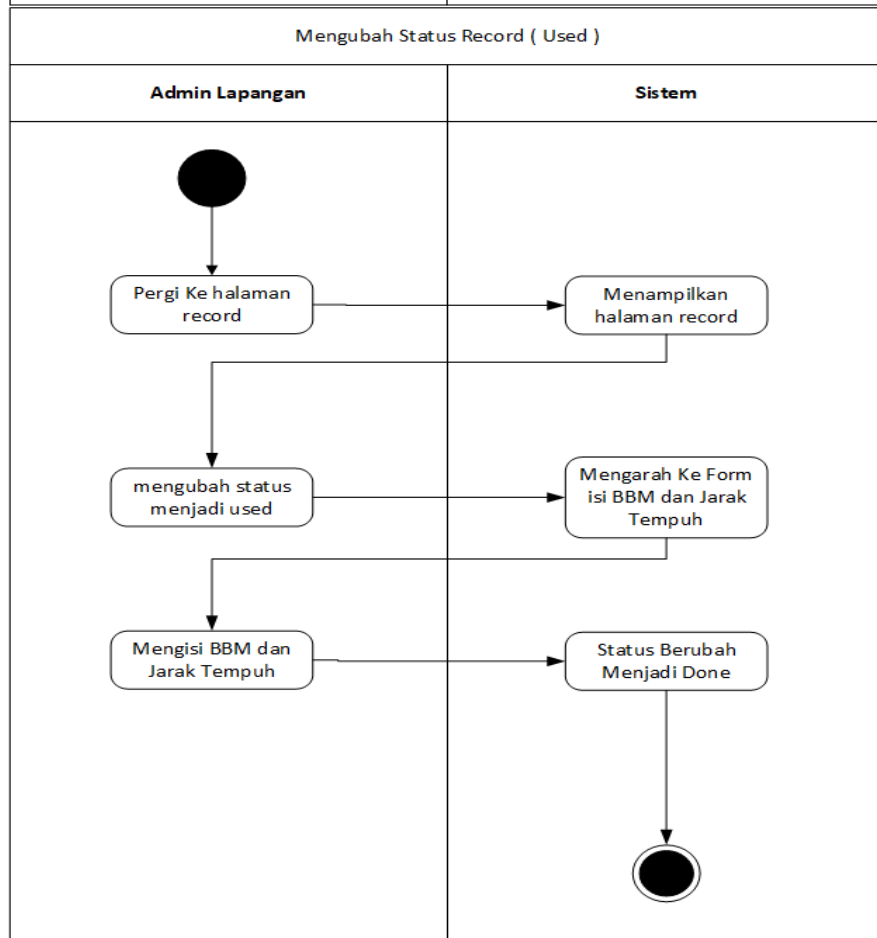 Mengubah Status Record ( Used )
Admin Lapangan
Sistem
Pergi Ke halaman
record
Menampilkan
halaman record
mengubah status
menjadi used
Mengarah Ke Form
isi BBM dan Jarak
Tempuh
Mengisi BBM dan
Jarak Tempuh
Status Berubah
Menjadi Done